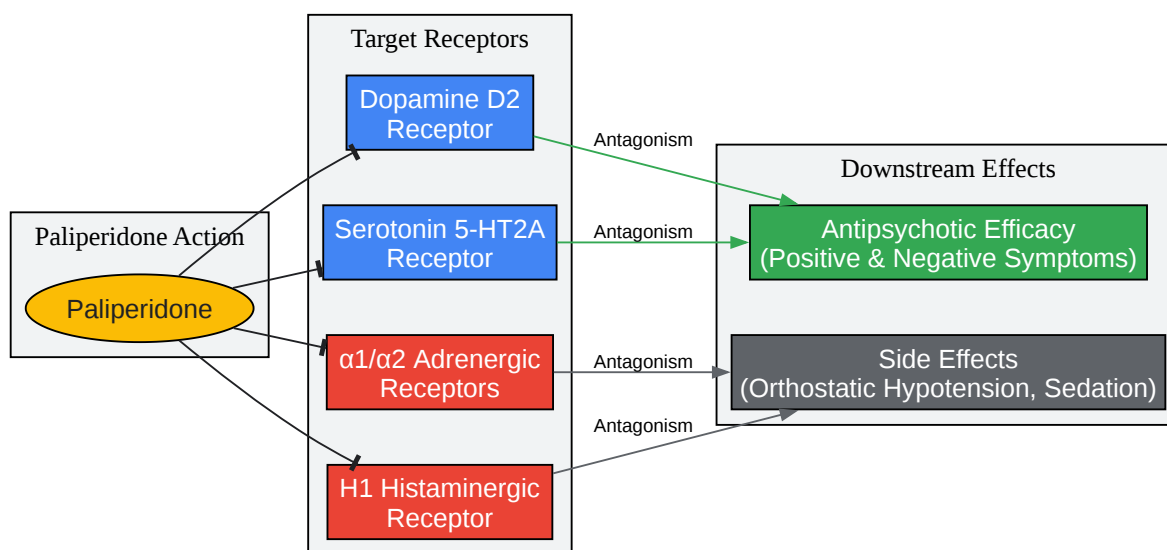 Paliperidone Action
Paliperidone
Target Receptors
Dopamine D2
Receptor
Serotonin 5-HT2A
Receptor
α1/α2 Adrenergic
Receptors
H1 Histaminergic
Receptor
Antagonism
Antagonism
Antagonism
Antagonism
Downstream Effects
Antipsychotic Efficacy
(Positive & Negative Symptoms)
Side Effects
(Orthostatic Hypotension, Sedation)